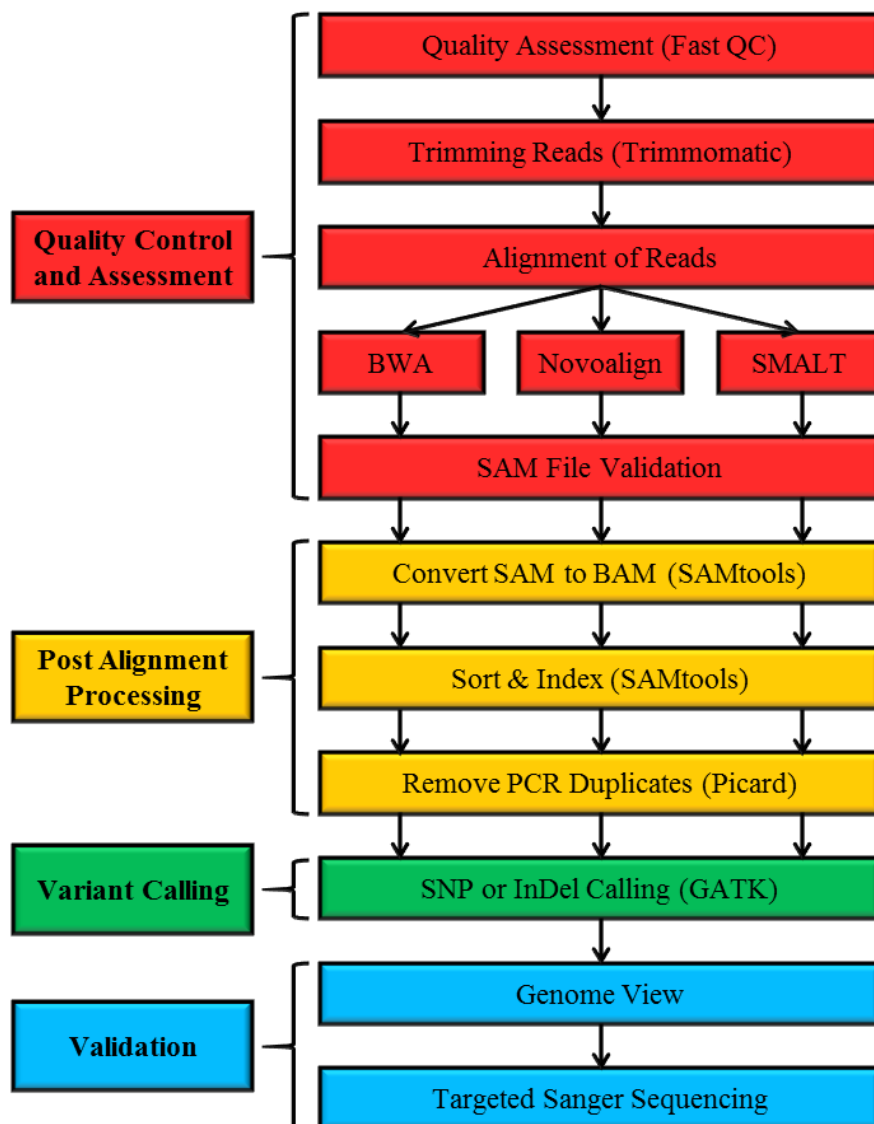 Quality Assessment (Fast QC)
Trimming Reads (Trimmomatic)
Quality Control
and Assessment
Alignment of Reads
BWA
Novoalign
SMALT
SAM File Validation
Convert SAM to BAM (SAMtools)
Post Alignment
Processing
Sort & Index (SAMtools)
Remove PCR Duplicates (Picard)
Variant Calling
SNP or InDel Calling (GATK)
Genome View
Validation
Targeted Sanger Sequencing